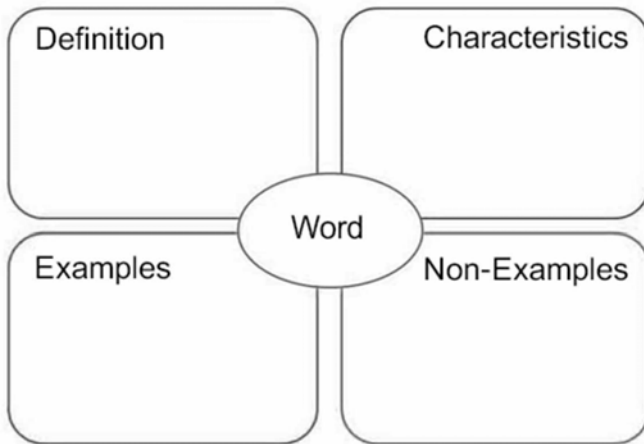 Definition
Characteristics
Word
Examples
Non-Examples